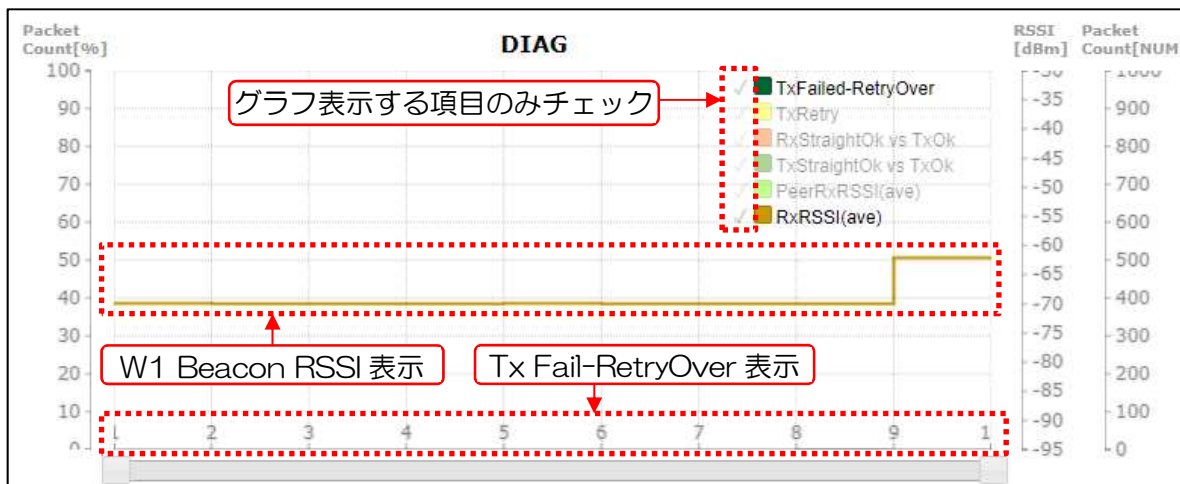 Packet
Count[%]
DIAG
RSSI
[dBm]
Packet
Count[NUM
100
90
80
70
60
50
40
30
20
10
0
グラフ表示する項目のみチェック
TxFailed-RetryOver
TxRetry
RxStraightOk vs TxOk
TxStraightOk vs TxOk
PeerRxRSSI(ave)
RxRSSI(ave)
W1 Beacon RSSI 表示
Tx Fail-RetryOver 表示
1 2 3 4 5 6 7 8 9 1
-30
-35
-40
-45
-50
-55
-60
-65
-70
-75
-80
-85
-90
-95
1000
900
800
700
600
500
400
300
200
100
0